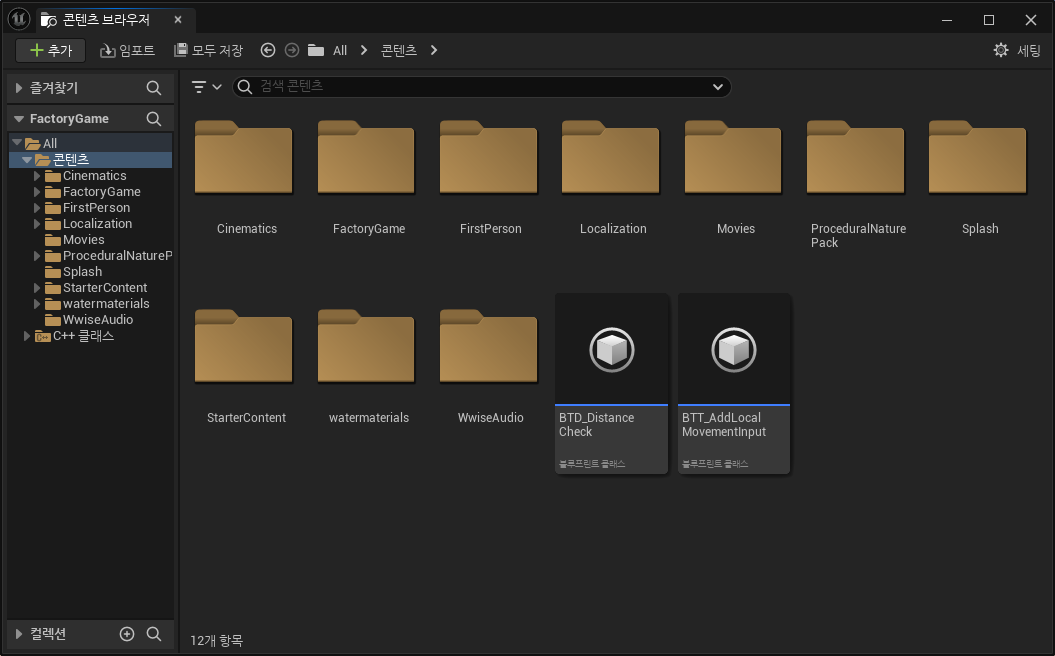 콘텐츠 브라우저
추가 임포트 모두 저장 All 콘텐츠 세팅
즐겨찾기
검색 콘텐츠
FactoryGame
All
콘텐츠
Cinematics
FactoryGame
FirstPerson
Localization
Movies
ProceduralNatureP
Splash
StarterContent
watermaterials
WwiseAudio
C++ 클래스
컬렉션
Cinematics
FactoryGame
FirstPerson
Localization
Movies
ProceduralNature
Pack
Splash
StarterContent
watermaterials
WwiseAudio
BTD_Distance
Check
블루프린트 클래스
BTT_AddLocal
MovementInput
블루프린트 클래스
12개 항목